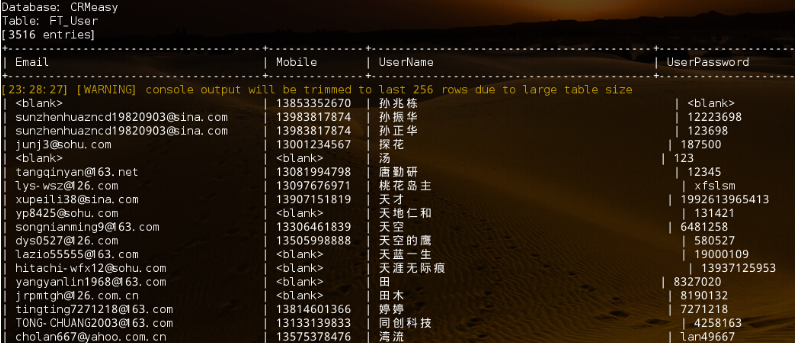 Database: CRMeasy
Table: FT_User
[3516 entries]
+--------------------------------+------------+----------------------------------+----------------
| Email | Mobile | UserName | UserPassword
+--------------------------------+------------+----------------------------------+----------------
[23:28:27] [WARNING] console output will be trimmed to last 256 rows due to large table size
| <blank> | 13853352670 | 孙兆栋 | <blank>
| sunzhenhuazncd19820903@sina.com | 13983817874 | 孙振华 | 12223698
| sunzhenhuazncd19820903@sina.com | 13983817874 | 孙正华 | 123698
| junj3@sohu.com | 13001234567 | 探花 | 187500
| <blank> | <blank> | 汤 | 123
| tangqinyan@163.net | 13081994798 | 唐勤研 | 12345
| lys-wsz@126.com | 13097676971 | 桃花岛主 | xfslsm
| xupeili38@sina.com | 13907151819 | 天才 | 1992613965413
| yp8425@sohu.com | <blank> | 天地仁和 | 131421
| songnianming9@163.com | 13306461839 | 天空 | 6481258
| dys0527@126.com | 13505998888 | 天空的鹰 | 580527
| lazio55555@163.com | <blank> | 天蓝一生 | 19000109
| hitachi-wfx12@sohu.com | <blank> | 天涯无际痕 | 13937125953
| yangyanlin1968@163.com | <blank> | 田 | 8327020
| jrpmtgh@126.com.cn | <blank> | 田木 | 8190132
| tingting7271218@163.com | 13814601366 | 婷婷 | 7271218
| TONG-CHUANG2003@163.com | 13133139833 | 同创科技 | 4258163
| cholan667@yahoo.com.cn | 13575378476 | 湾流 | lan49667